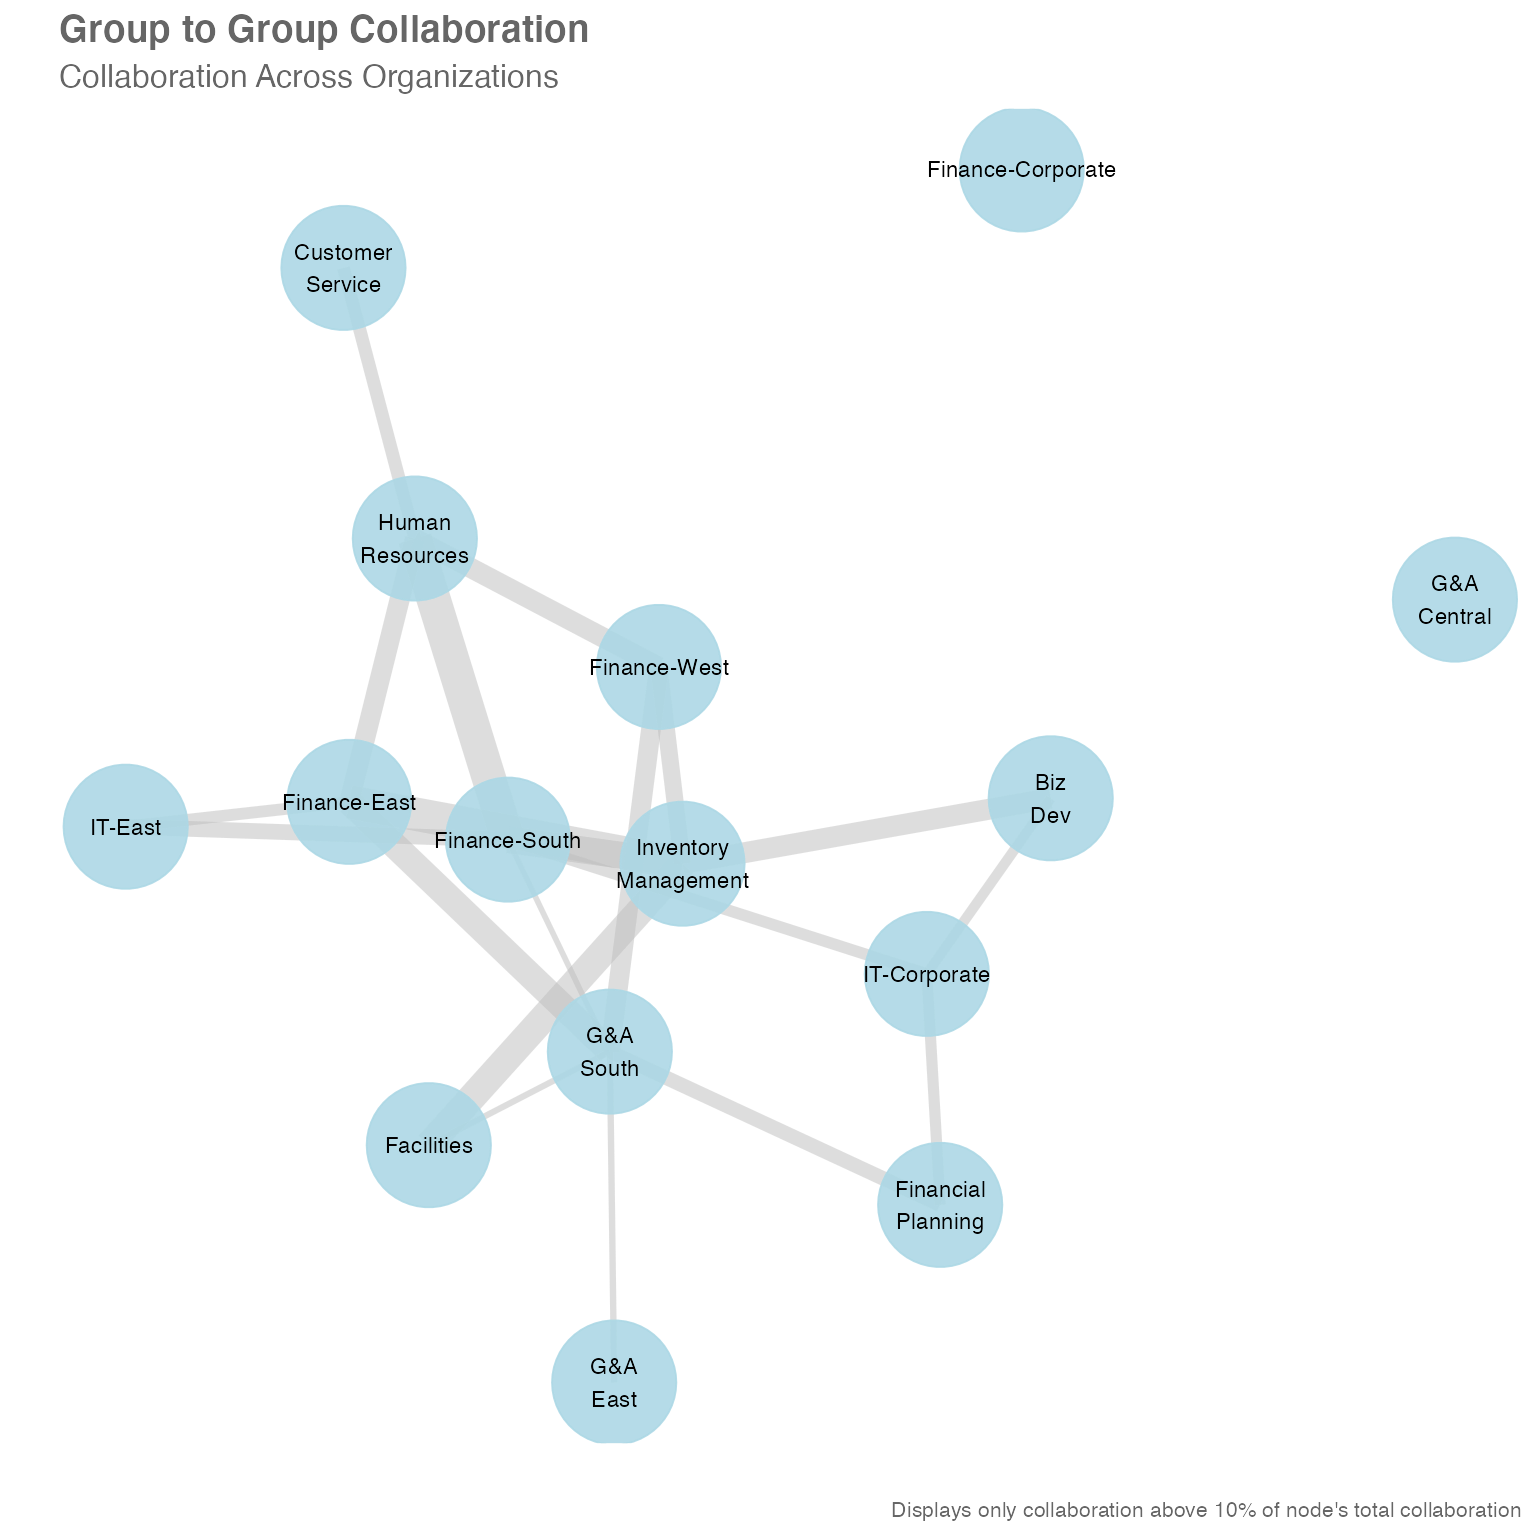 Group to Group Collaboration
Collaboration Across Organizations
Finance-Corporate
Customer
Service
Human
Resources
G&A
Central
Finance-West
Biz
Dev
Finance-East
IT-East
Finance-South
Inventory
Management
IT-Corporate
G&A
South
Facilities
Financial
Planning
G&A
East
Displays only collaboration above 10% of node's total collaboration